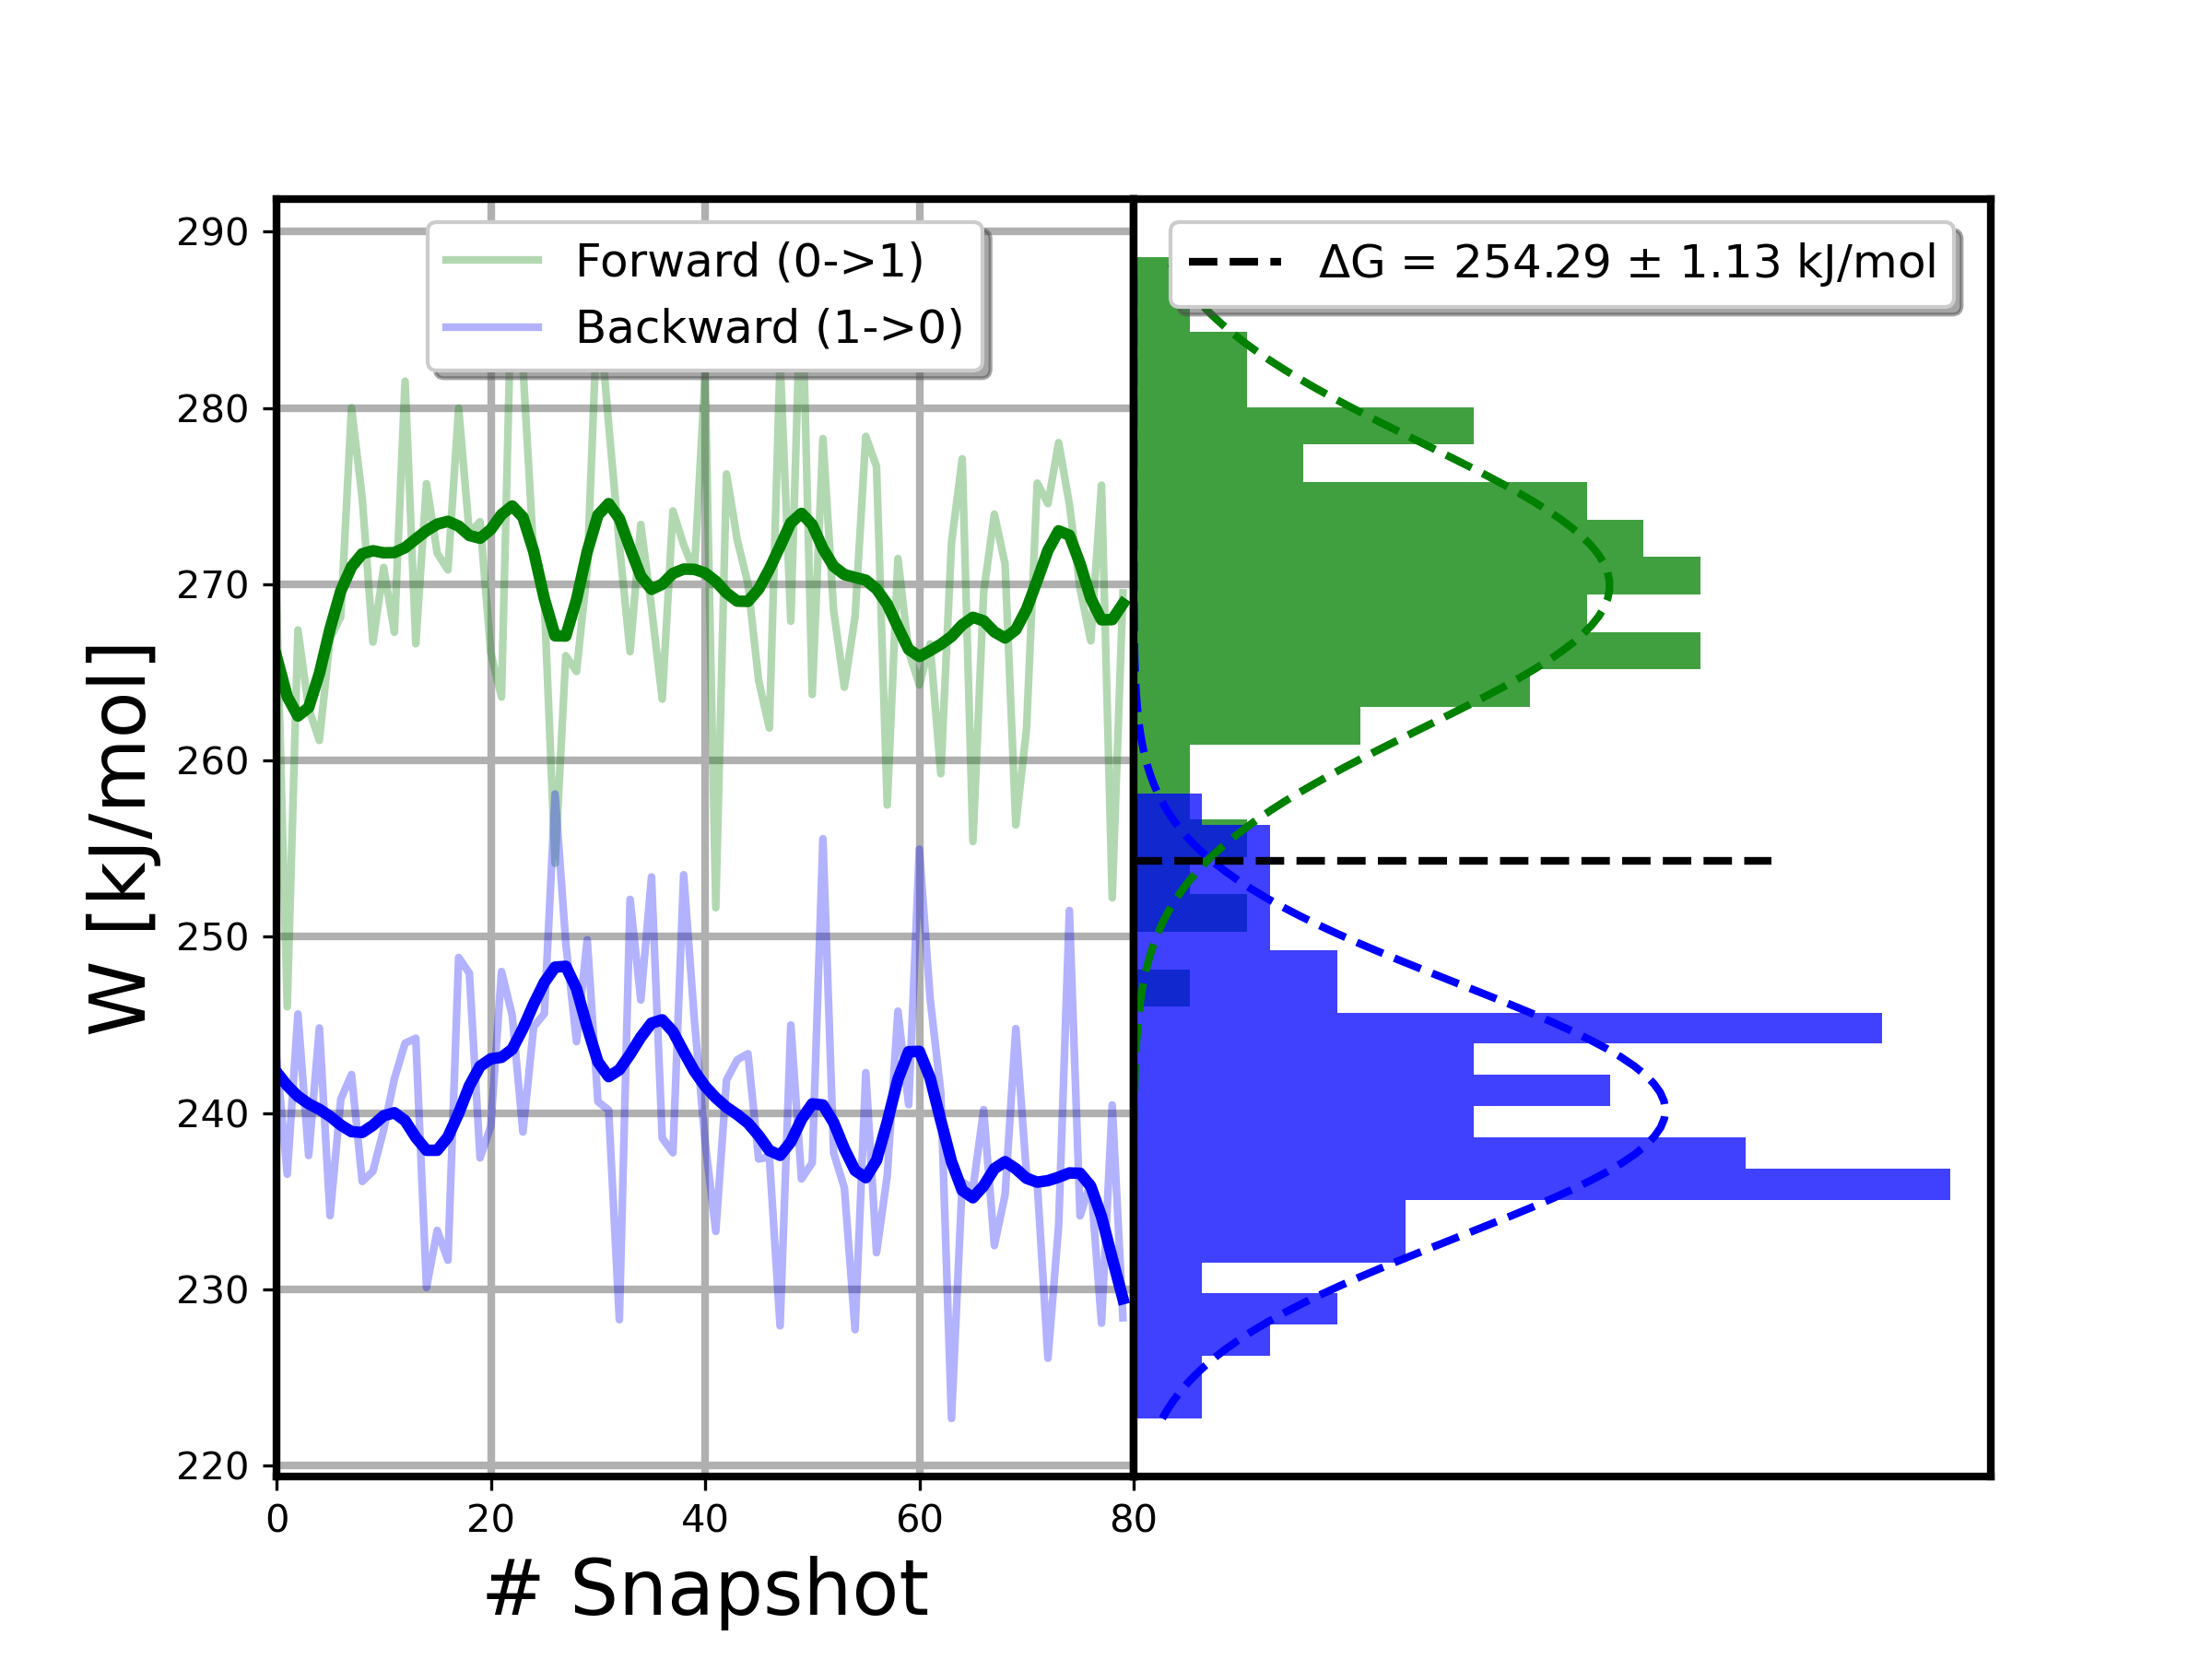 Forward (0->1)
Backward (1->0)
ΔG = 254.29 ± 1.13 kJ/mol
W [kJ/mol]
290
280
270
260
250
240
230
220
0 20 40 60 80
# Snapshot